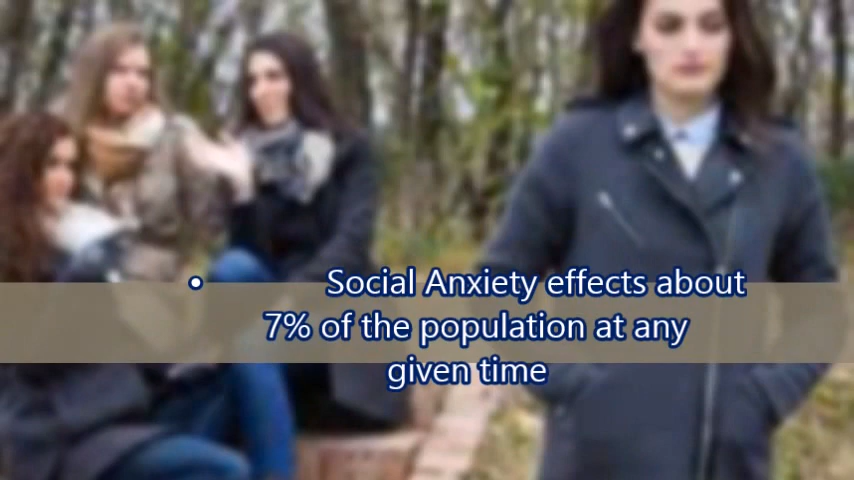 • Social Anxiety effects about
7% of the population at any
given time